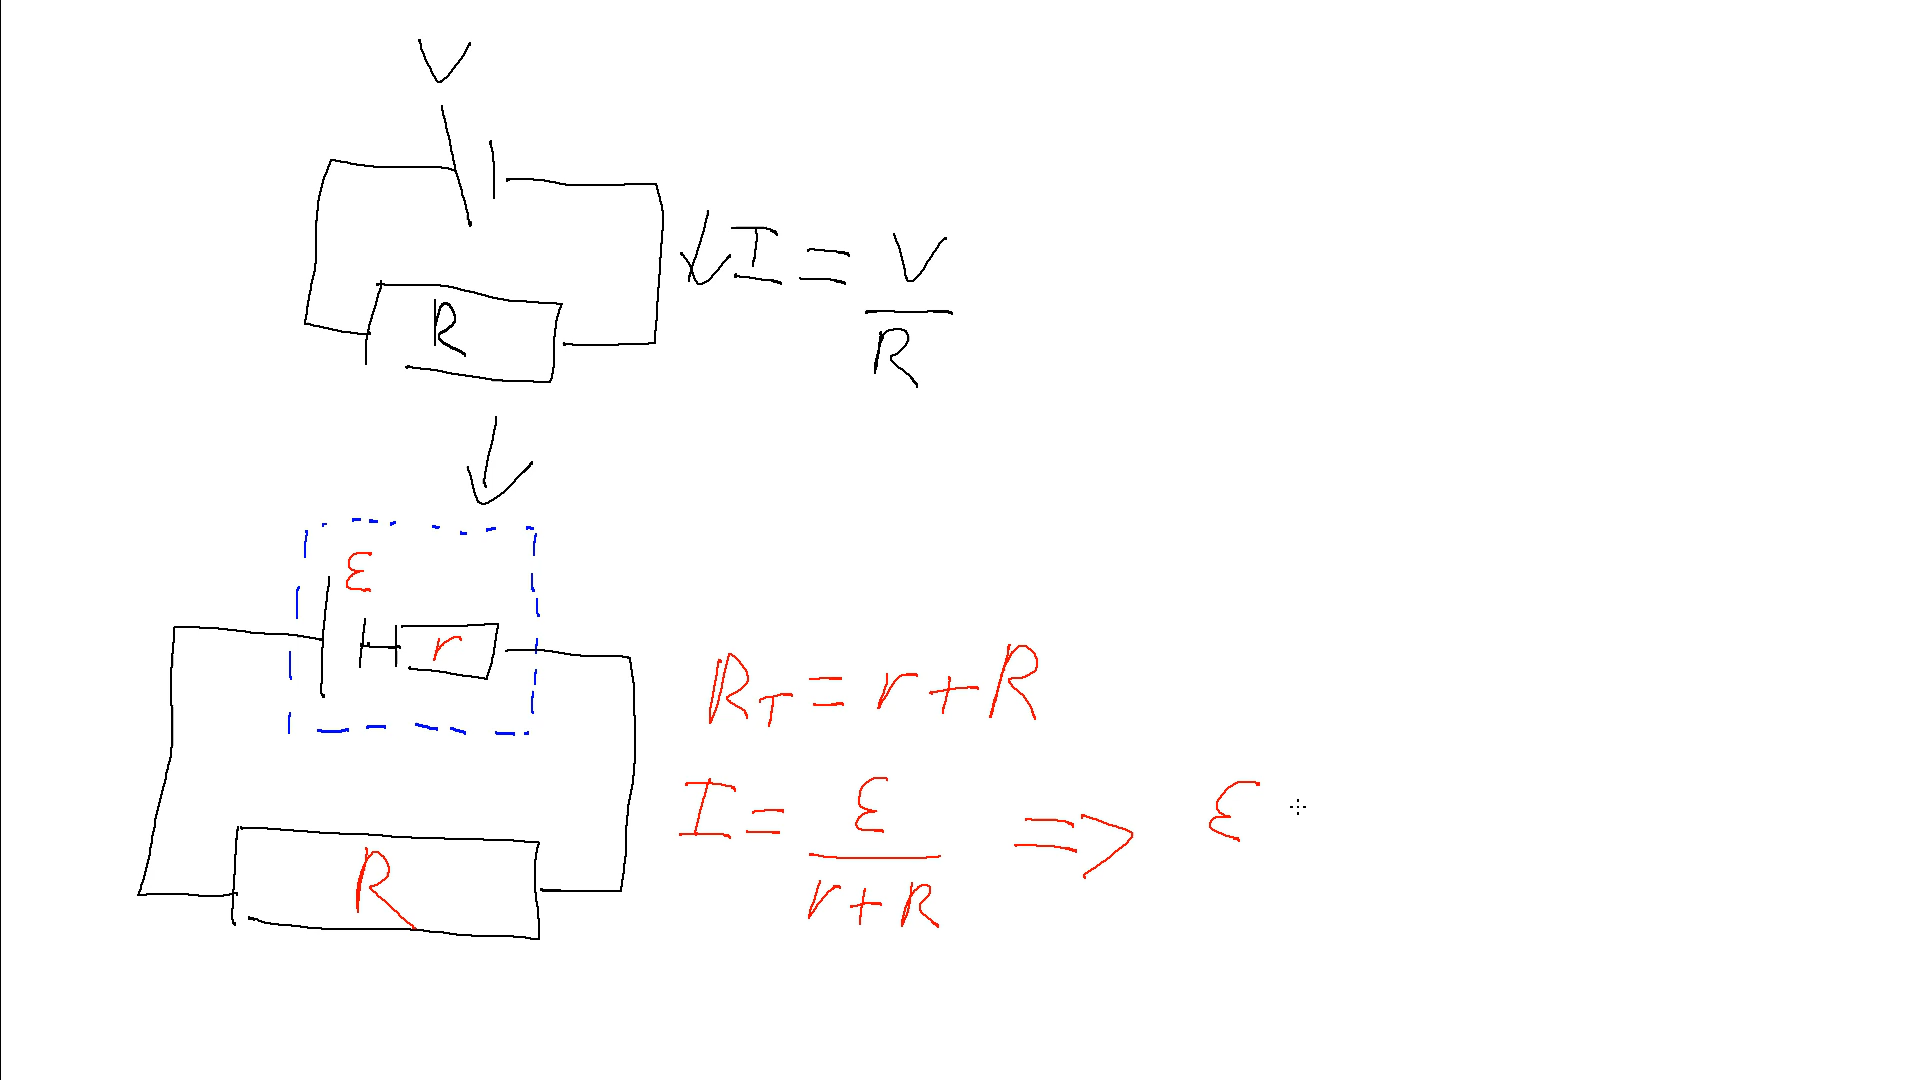 V
↓I = V/R
R
ε
r
R_T = r + R
I = ε/(r + R) => ε
R